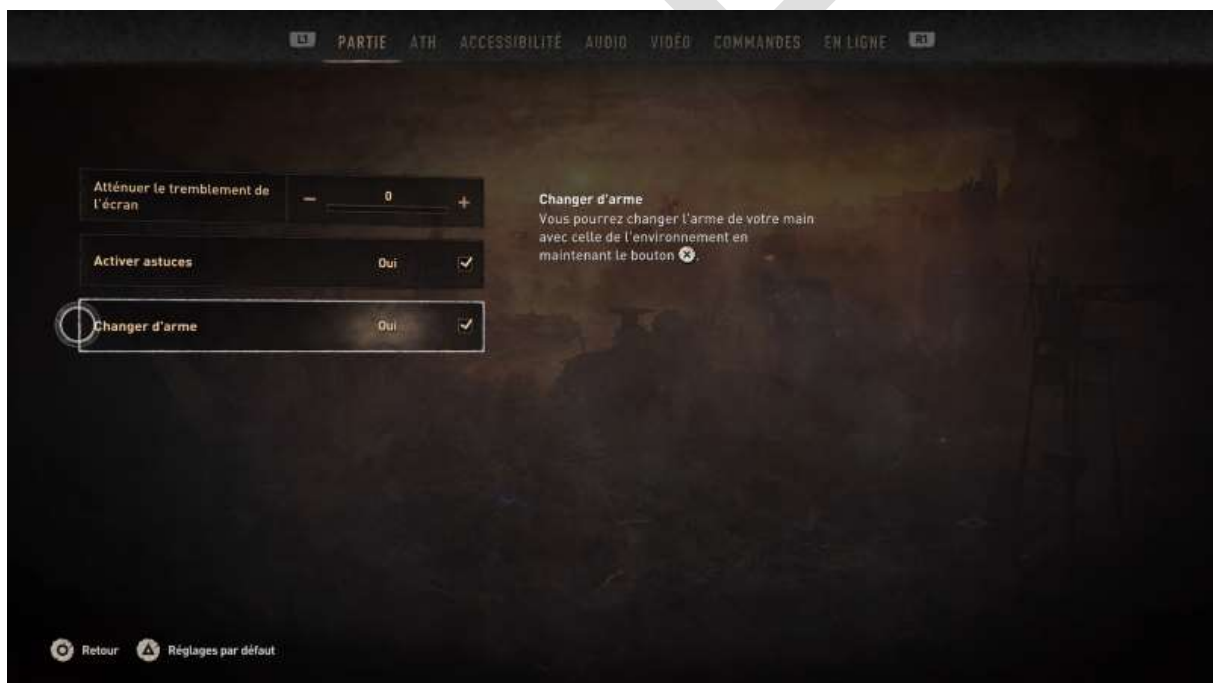 L1 PARTIE ATH ACCESSIBILITÉ AUDIO VIDÉO COMMANDES EN LIGNE R1
Atténuer le tremblement de
l'écran
0
Activer astuces Oui
Changer d'arme Oui
Changer d'arme
Vous pourrez changer l'arme de votre main
avec celle de l'environnement en
maintenant le bouton
Retour Réglages par défaut